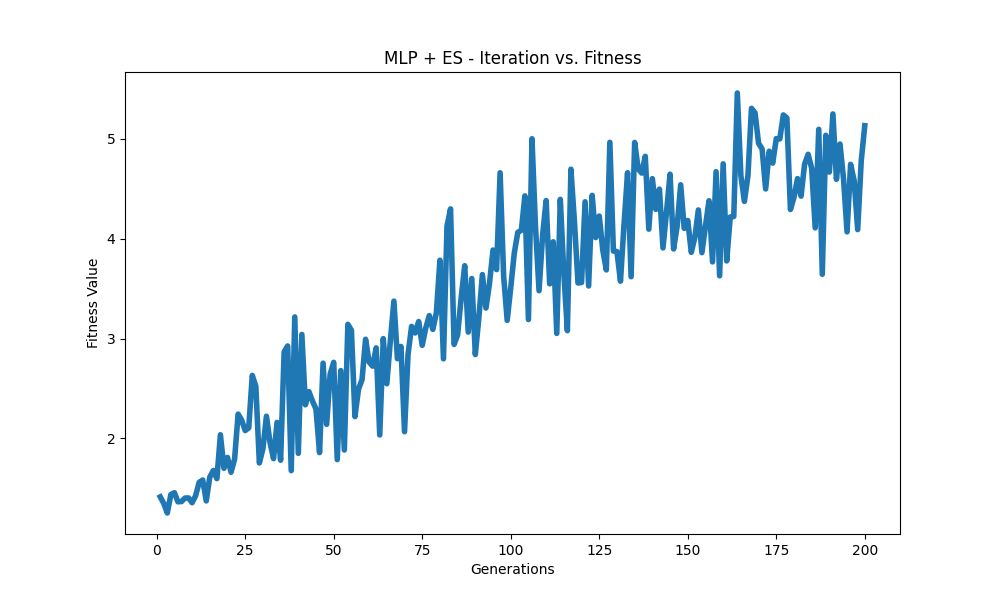 MLP + ES - Iteration vs. Fitness
Fitness Value
5
4
3
2
0 25 50 75 100 125 150 175 200
Generations